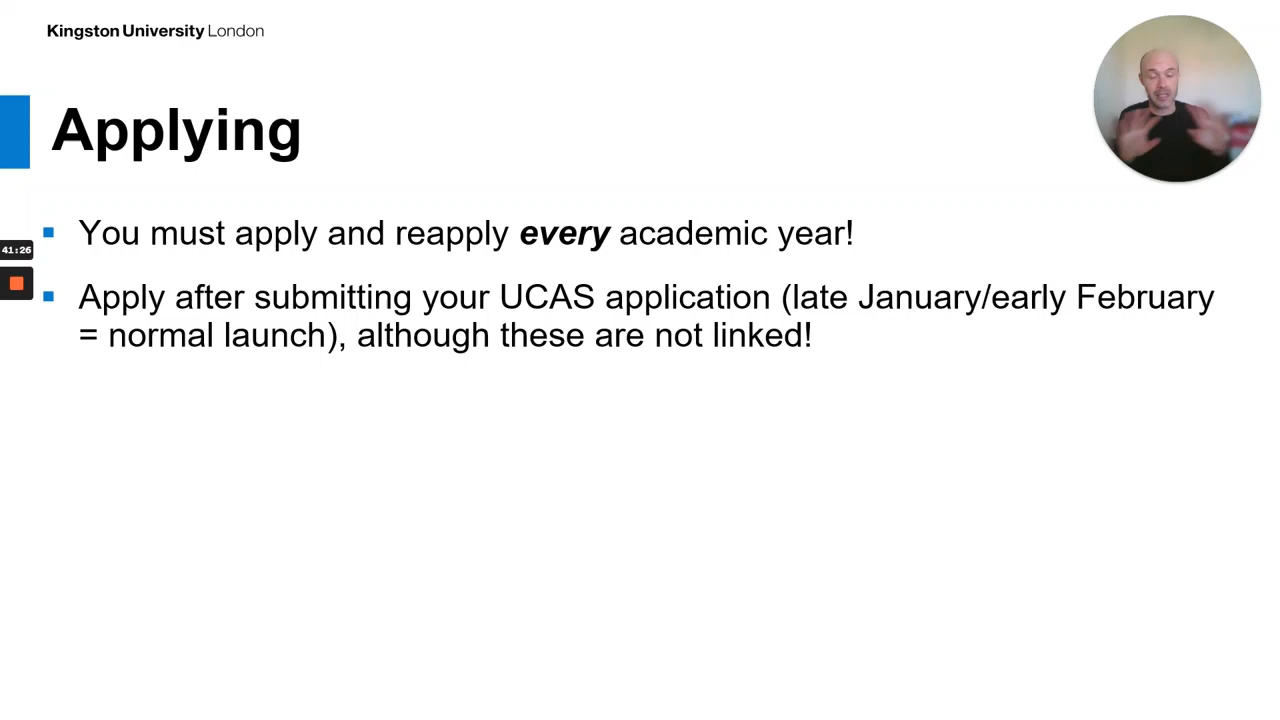 Kingston University London
Applying
You must apply and reapply every academic year!
41:26
Apply after submitting your UCAS application (late January/early February
= normal launch), although these are not linked!